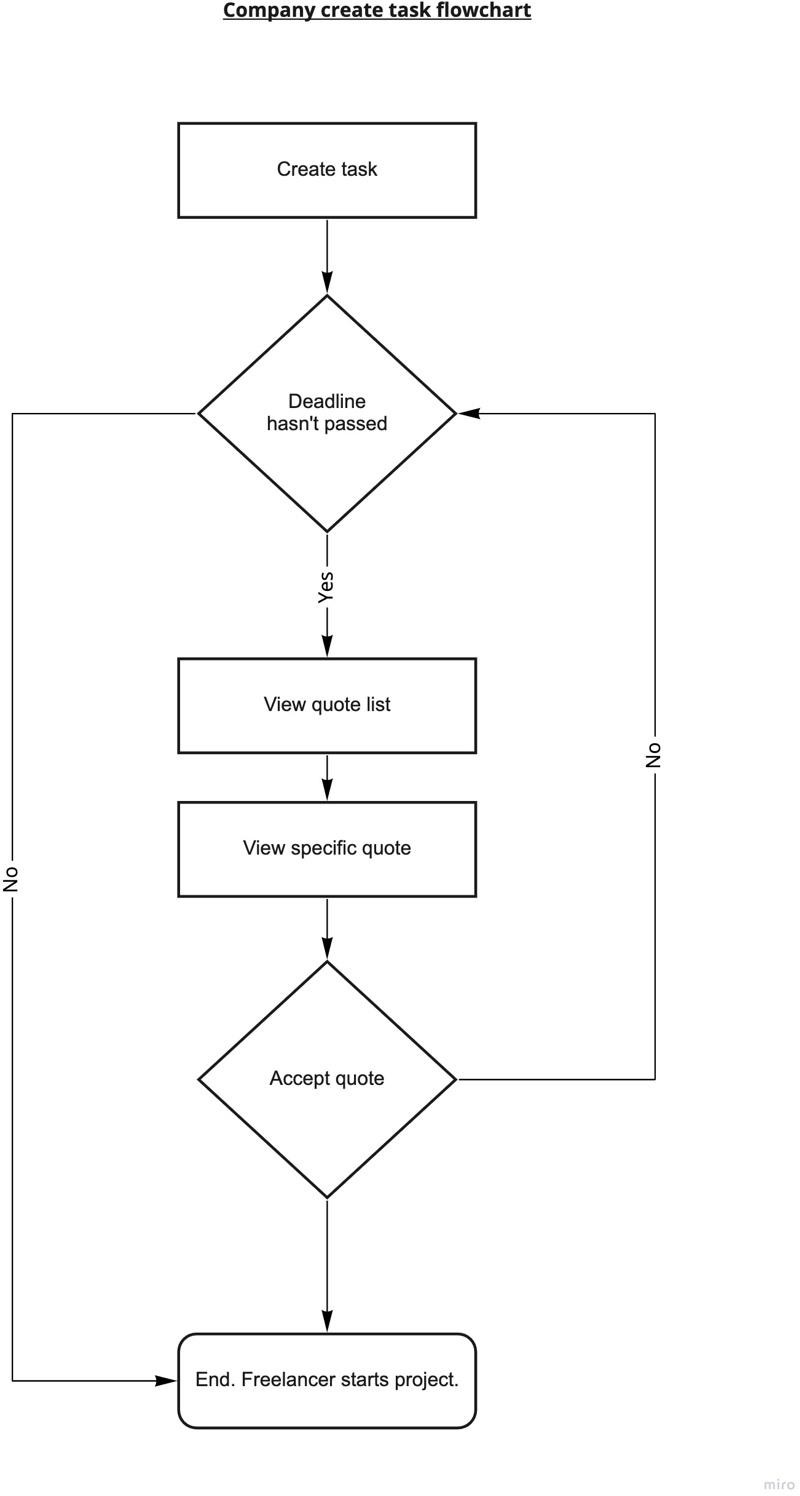 Company create task flowchart
Create task
Deadline
hasn't passed
Yes
View quote list
No
View specific quote
No
Accept quote
End. Freelancer starts project.
miro